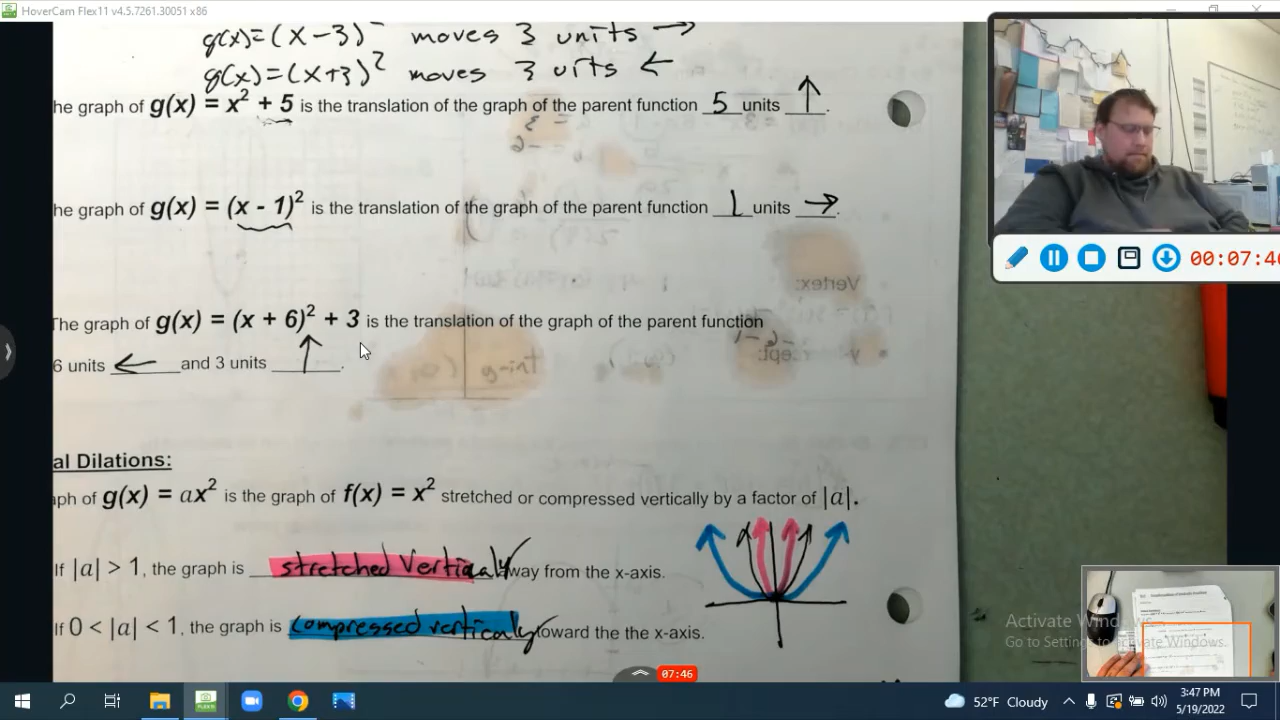 HoverCam Flex11 v4.5.7261.30051 x86
g(x)=(x-3)² moves 3 units →
g(x)=(x+3)² moves 3 urts ←
he graph of g(x) = x² + 5 is the translation of the graph of the parent function 5 units ↑.
he graph of g(x) = (x - 1)² is the translation of the graph of the parent function 1 units →.
The graph of g(x) = (x + 6)² + 3 is the translation of the graph of the parent function
6 units ← and 3 units ↑.
al Dilations:
aph of g(x) = ax² is the graph of f(x) = x² stretched or compressed vertically by a factor of |a|.
If |a| > 1, the graph is stretched Vertically away from the x-axis.
If 0 < |a| < 1, the graph is compressed vertically toward the the x-axis.
00:07:46
Vertex:
y-intercept:
y-int
Activate Windows
Go to Settings to activate Windows.
07:46
52°F Cloudy
3:47 PM
5/19/2022